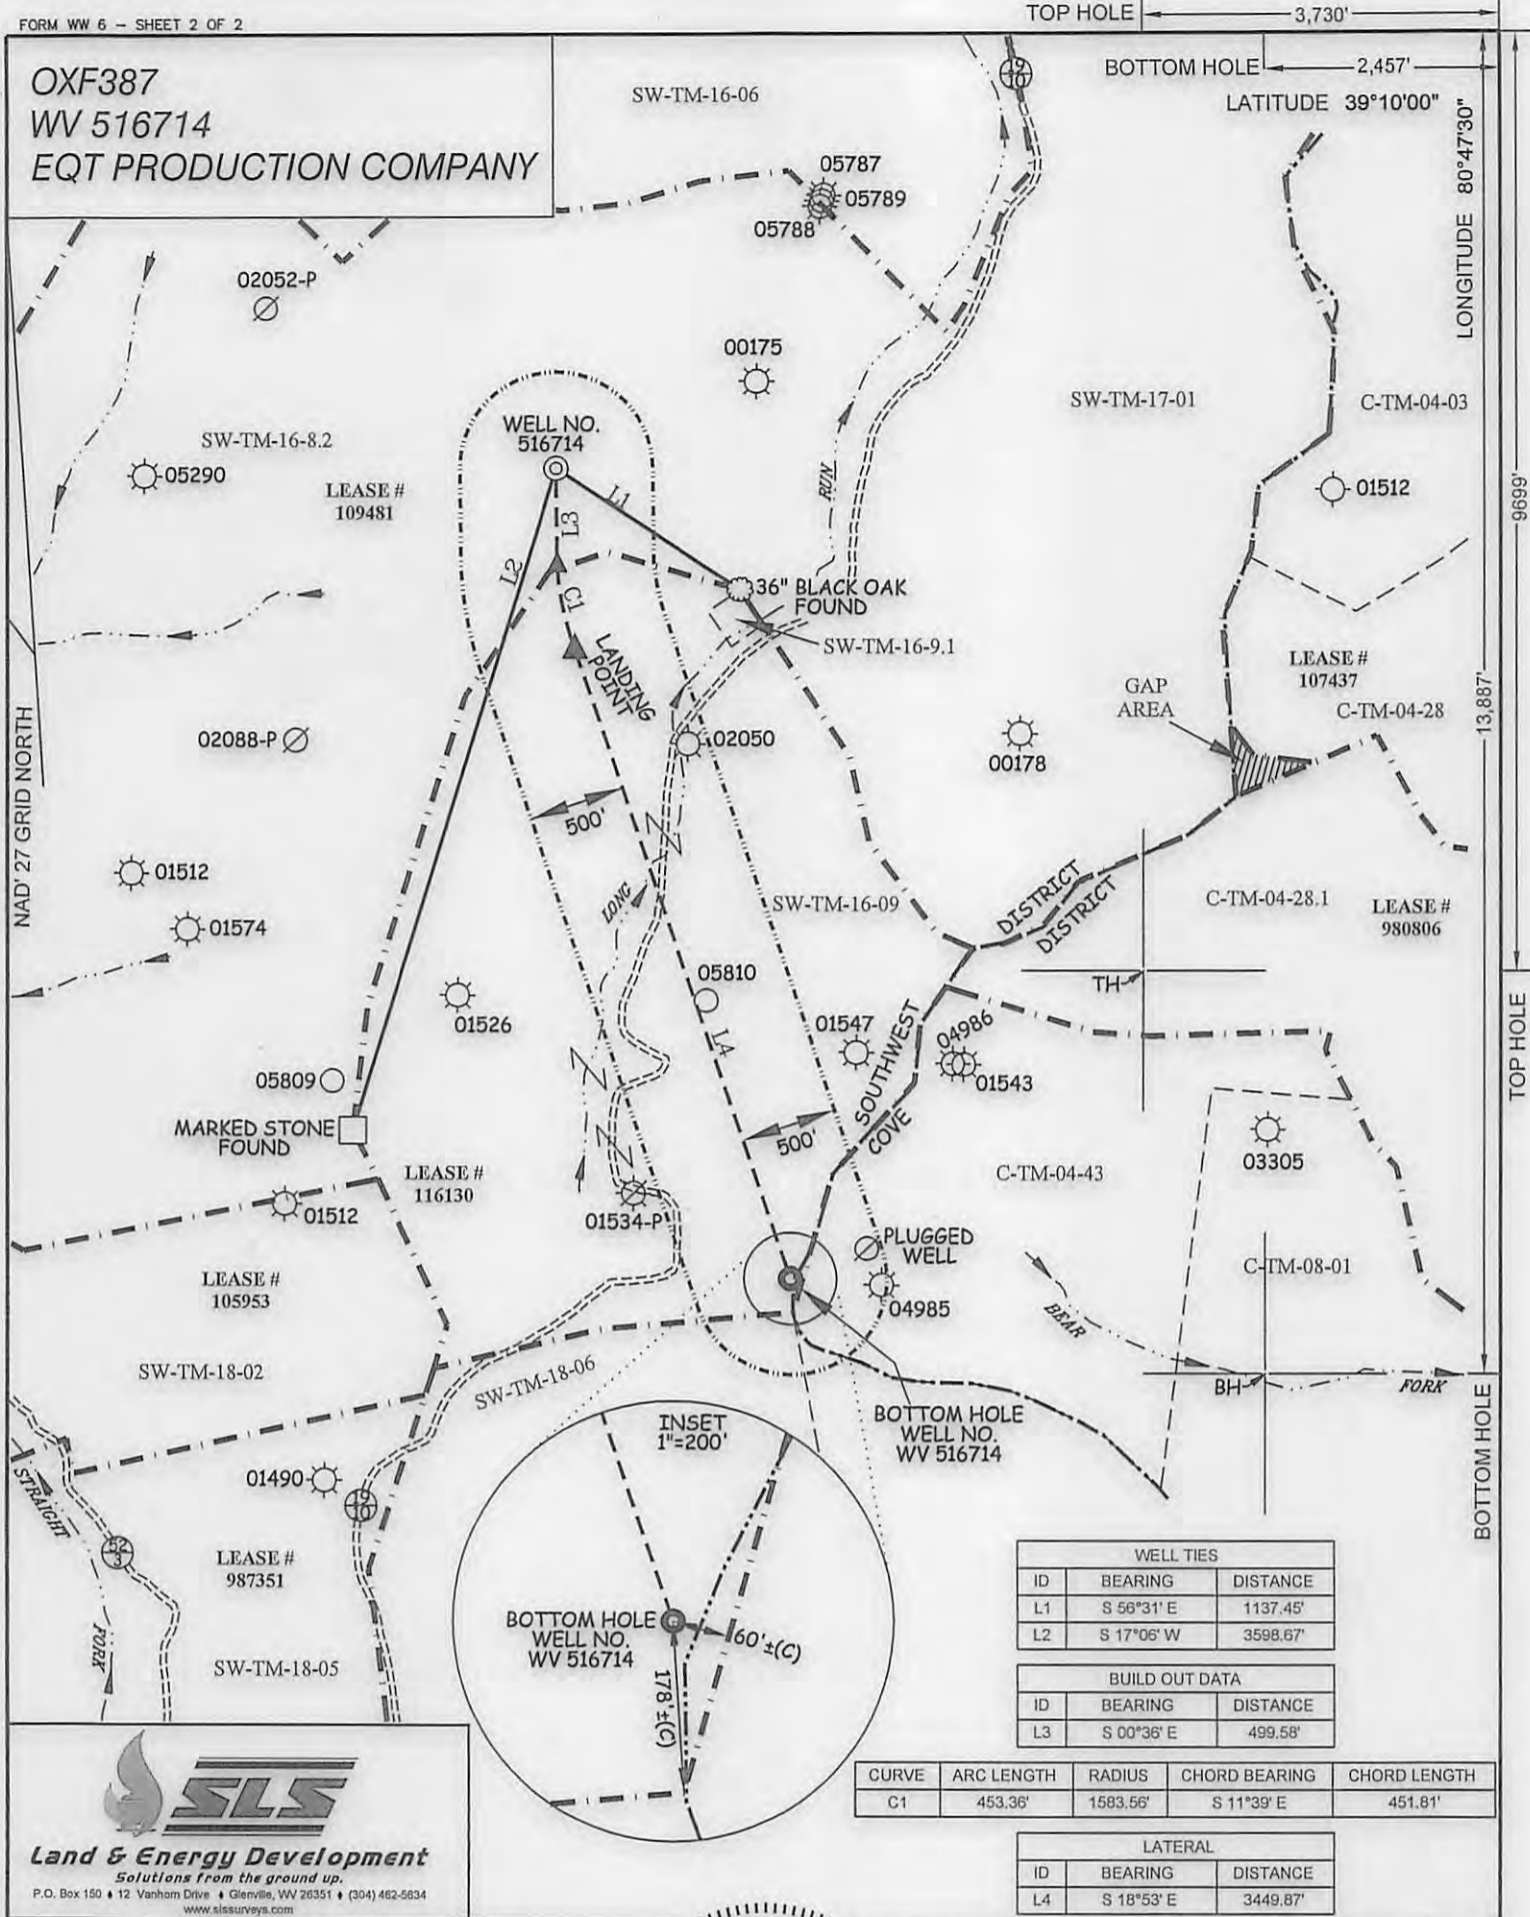 FORM WW 6 - SHEET 2 OF 2
TOP HOLE
3,730'
OXF387
WV 516714
EQT PRODUCTION COMPANY
BOTTOM HOLE
2,457'
LATITUDE 39°10'00"
LONGITUDE 80°47'30"
SW-TM-16-06
19
10
05787
05789
05788
02052-P
00175
SW-TM-17-01
C-TM-04-03
SW-TM-16-8.2
05290
LEASE #
109481
WELL NO.
516714
L1
L3
L2
C1
RUN
01512
9699'
36" BLACK OAK
FOUND
SW-TM-16-9.1
LANDING
POINT
LEASE #
107437
GAP
AREA
C-TM-04-28
13,887'
NAD' 27 GRID NORTH
02088-P
02050
00178
500'
01512
01574
LONG
SW-TM-16-09
DISTRICT
DISTRICT
C-TM-04-28.1
LEASE #
980806
05810
TH
TOP HOLE
01526
L4
01547
SOUTHWEST
COVE
04986
01543
05809
MARKED STONE
FOUND
500'
03305
LEASE #
116130
C-TM-04-43
01512
01534-P
PLUGGED
WELL
C-TM-08-01
LEASE #
105953
04985
BEAR
SW-TM-18-02
SW-TM-18-06
BH
FORK
BOTTOM HOLE
BOTTOM HOLE
WELL NO.
WV 516714
INSET
1"=200'
01490
19
10
STRAIGHT
52
3
LEASE #
987351
FORK
SW-TM-18-05
BOTTOM HOLE
WELL NO.
WV 516714
60'±(C)
178'±(C)
WELL TIES
ID BEARING DISTANCE
L1 S 56°31' E 1137.45'
L2 S 17°06' W 3598.67'
BUILD OUT DATA
ID BEARING DISTANCE
L3 S 00°36' E 499.58'
CURVE ARC LENGTH RADIUS CHORD BEARING CHORD LENGTH
C1 453.36' 1583.56' S 11°39' E 451.81'
LATERAL
ID BEARING DISTANCE
L4 S 18°53' E 3449.87'
SLS
Land & Energy Development
Solutions from the ground up.
P.O. Box 150 ♦ 12 Vanhorn Drive ♦ Glenville, WV 26351 ♦ (304) 462-5634
www.slssurveys.com